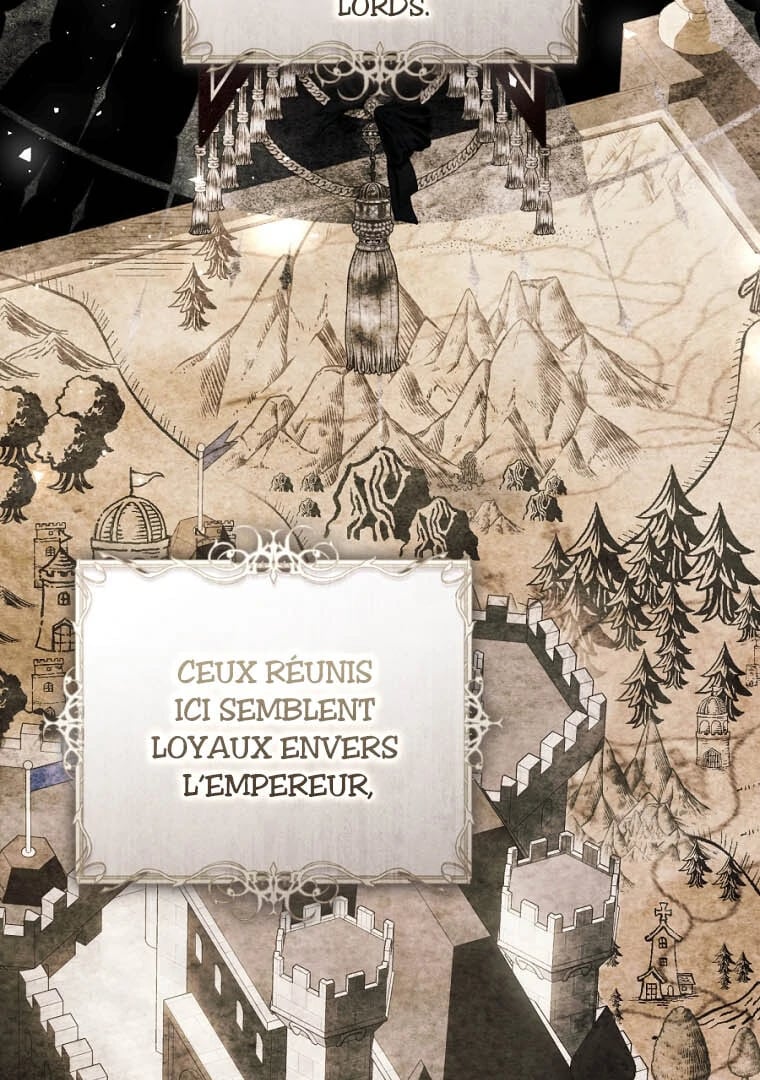 LORDS.
CEUX RÉUNIS
ICI SEMBLENT
LOYAUX ENVERS
L'EMPEREUR,